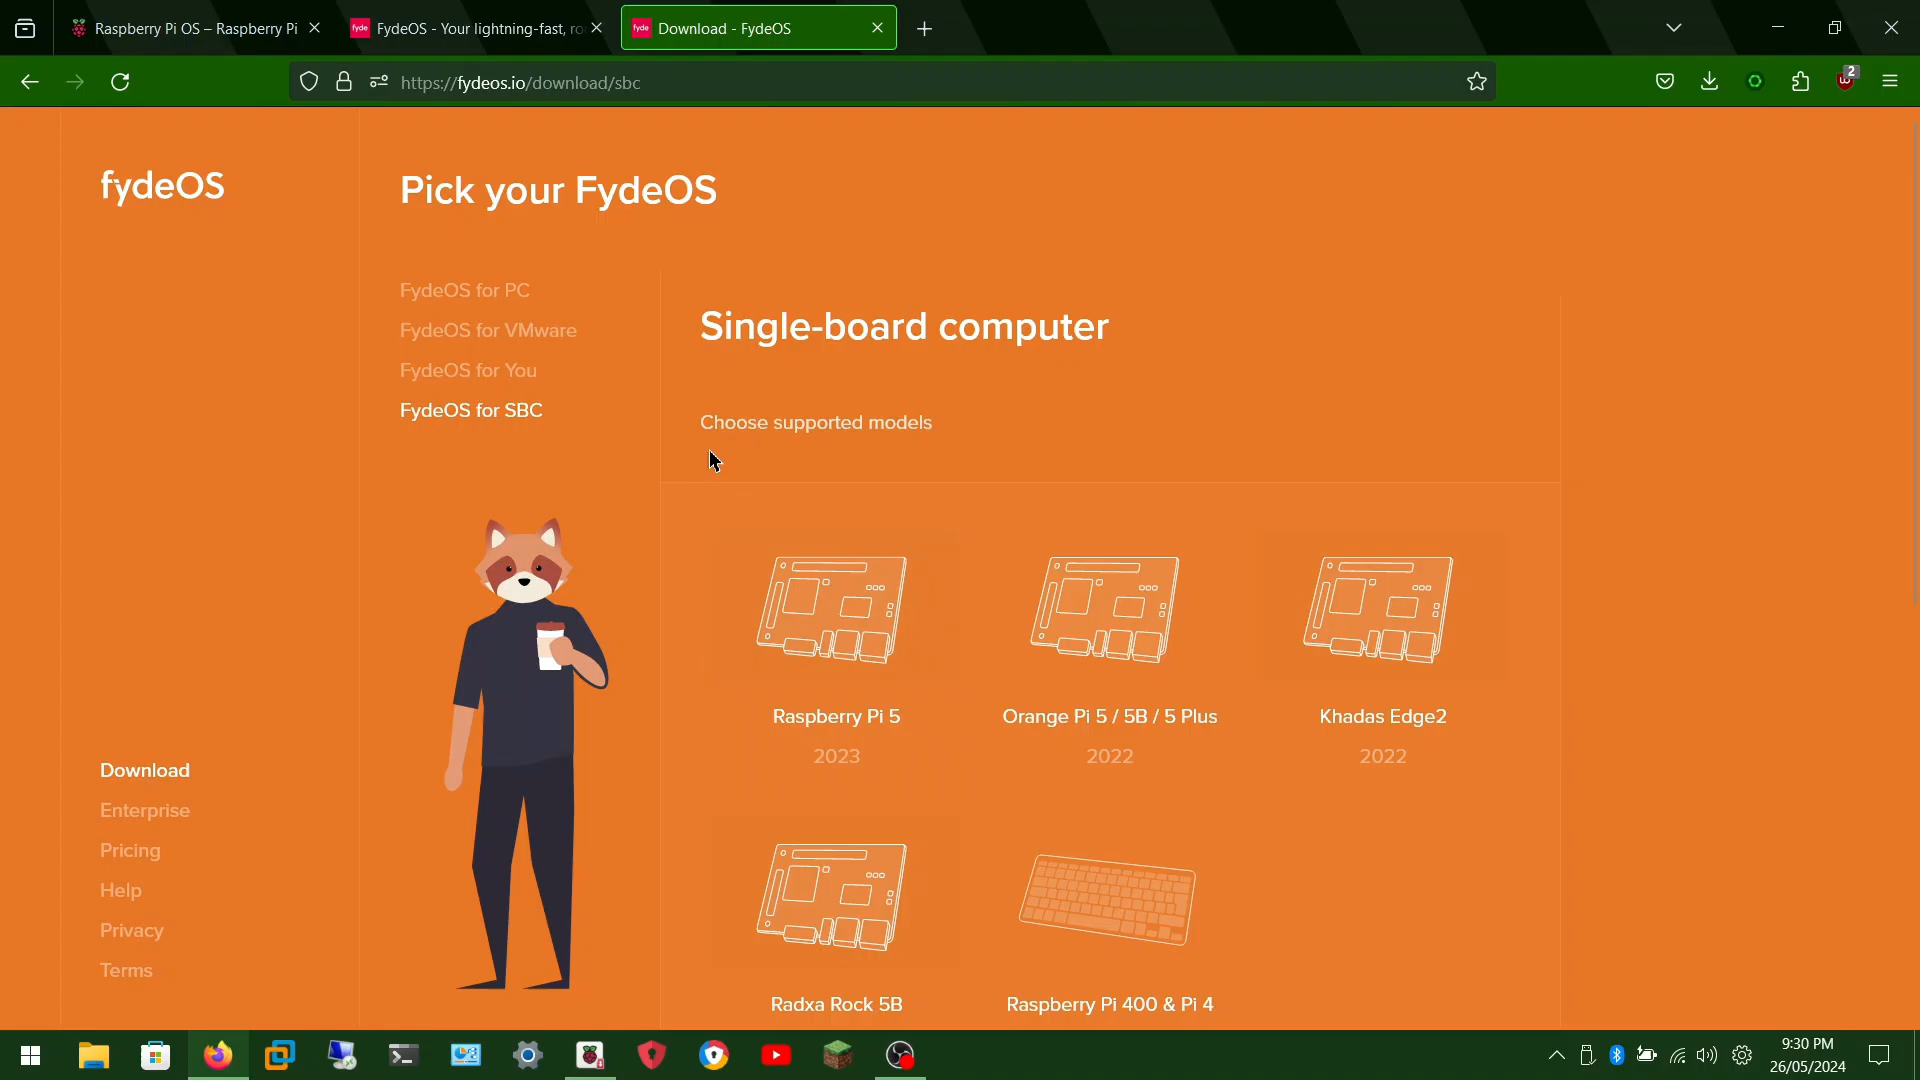 Raspberry Pi OS – Raspberry Pi
fyde
FydeOS - Your lightning-fast, ro
fyde
Download - FydeOS
https://fydeos.io/download/sbc
2
fydeOS
Pick your FydeOS
FydeOS for PC
FydeOS for VMware
FydeOS for You
FydeOS for SBC
Single-board computer
Choose supported models
Raspberry Pi 5
2023
Orange Pi 5 / 5B / 5 Plus
2022
Khadas Edge2
2022
Radxa Rock 5B
Raspberry Pi 400 & Pi 4
Download
Enterprise
Pricing
Help
Privacy
Terms
9:30 PM
26/05/2024